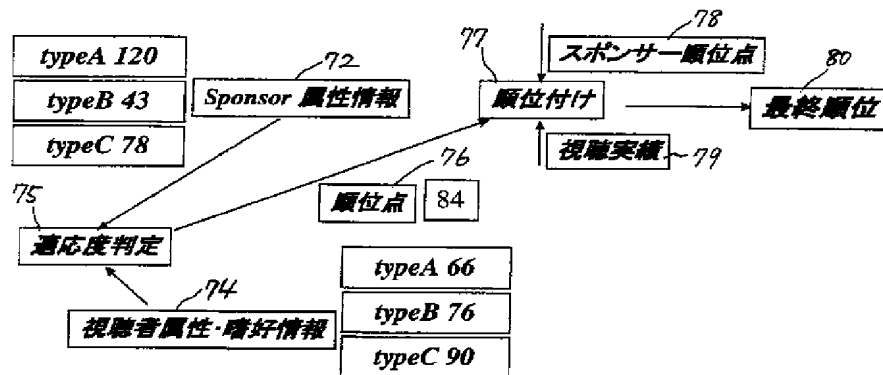 typeA 120
typeB 43
typeC 78
72
Sponsor 属性情報
77
順位付け
78
スポンサー順位点
80
最終順位
視聴実績
79
76
順位点
84
75
適応度判定
74
視聴者属性・嗜好情報
typeA 66
typeB 76
typeC 90